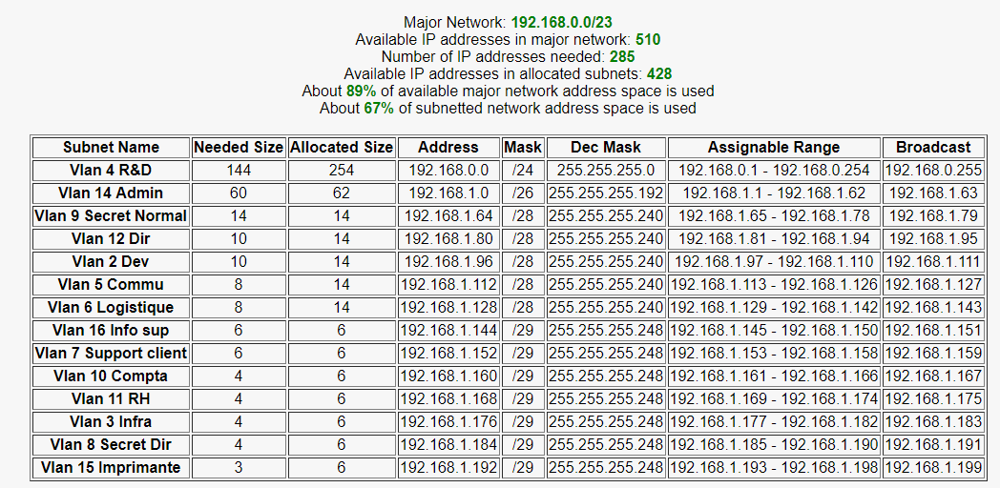 Major Network: 192.168.0.0/23
Available IP addresses in major network: 510
Number of IP addresses needed: 285
Available IP addresses in allocated subnets: 428
About 89% of available major network address space is used
About 67% of subnetted network address space is used
Subnet Name Needed Size Allocated Size Address Mask Dec Mask Assignable Range Broadcast
Vlan 4 R&D 144 254 192.168.0.0 /24 255.255.255.0 192.168.0.1 - 192.168.0.254 192.168.0.255
Vlan 14 Admin 60 62 192.168.1.0 /26 255.255.255.192 192.168.1.1 - 192.168.1.62 192.168.1.63
Vlan 9 Secret Normal 14 14 192.168.1.64 /28 255.255.255.240 192.168.1.65 - 192.168.1.78 192.168.1.79
Vlan 12 Dir 10 14 192.168.1.80 /28 255.255.255.240 192.168.1.81 - 192.168.1.94 192.168.1.95
Vlan 2 Dev 10 14 192.168.1.96 /28 255.255.255.240 192.168.1.97 - 192.168.1.110 192.168.1.111
Vlan 5 Commu 8 14 192.168.1.112 /28 255.255.255.240 192.168.1.113 - 192.168.1.126 192.168.1.127
Vlan 6 Logistique 8 14 192.168.1.128 /28 255.255.255.240 192.168.1.129 - 192.168.1.142 192.168.1.143
Vlan 16 Info sup 6 6 192.168.1.144 /29 255.255.255.248 192.168.1.145 - 192.168.1.150 192.168.1.151
Vlan 7 Support client 6 6 192.168.1.152 /29 255.255.255.248 192.168.1.153 - 192.168.1.158 192.168.1.159
Vlan 10 Compta 4 6 192.168.1.160 /29 255.255.255.248 192.168.1.161 - 192.168.1.166 192.168.1.167
Vlan 11 RH 4 6 192.168.1.168 /29 255.255.255.248 192.168.1.169 - 192.168.1.174 192.168.1.175
Vlan 3 Infra 4 6 192.168.1.176 /29 255.255.255.248 192.168.1.177 - 192.168.1.182 192.168.1.183
Vlan 8 Secret Dir 4 6 192.168.1.184 /29 255.255.255.248 192.168.1.185 - 192.168.1.190 192.168.1.191
Vlan 15 Imprimante 3 6 192.168.1.192 /29 255.255.255.248 192.168.1.193 - 192.168.1.198 192.168.1.199